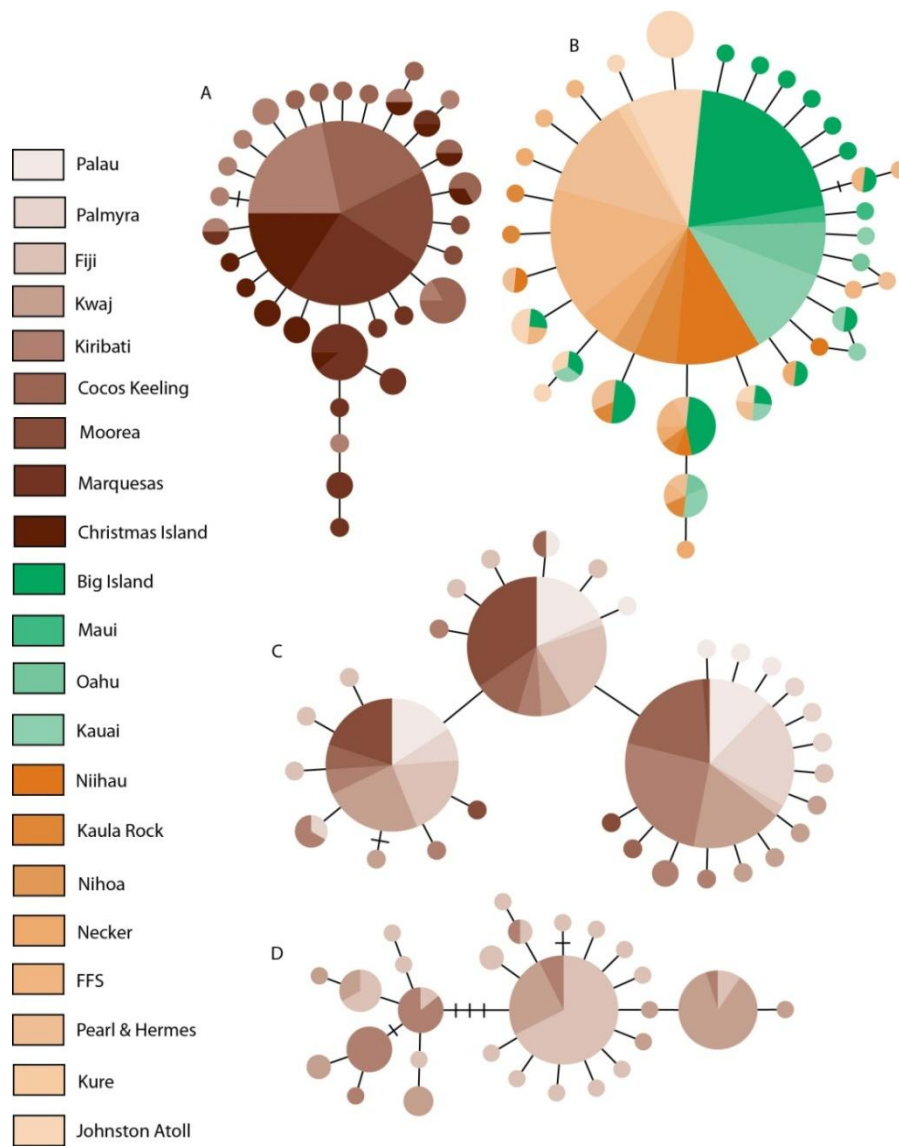 A
B
Palau
Palmyra
Fiji
Kwaj
Kiribati
Cocos Keeling
Moorea
Marquesas
Christmas Island
Big Island
Maui
Oahu
Kauai
Niihau
Kaula Rock
Nihoa
Necker
FFS
Pearl & Hermes
Kure
Johnston Atoll
C
D